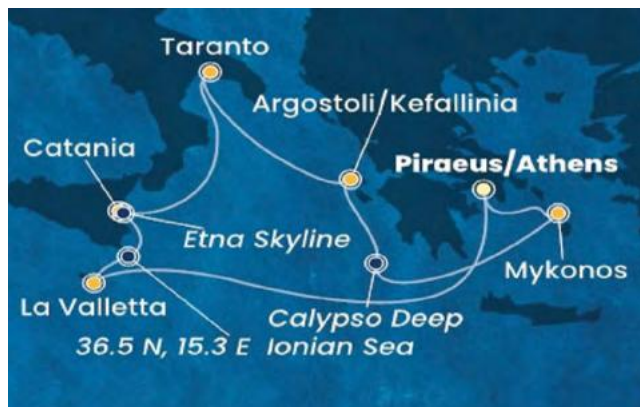 Taranto
Argostoli/Kefallinia
Catania
Piraeus/Athens
Etna Skyline
Mykonos
La Valletta
Calypso Deep
36.5 N, 15.3 E Ionian Sea